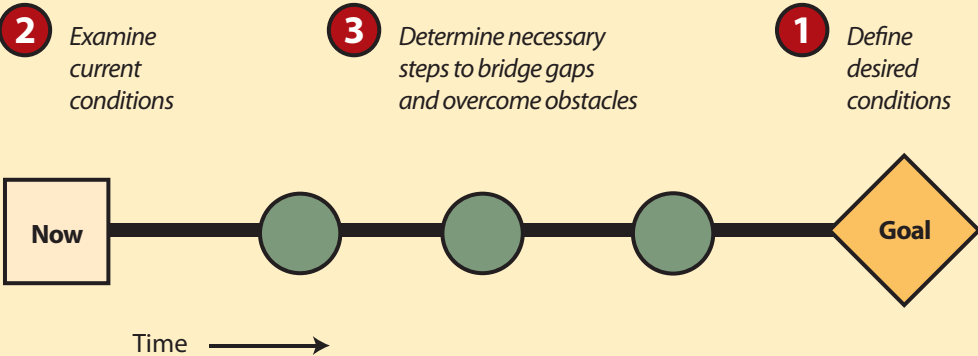 2
Examine
current
conditions
3
Determine necessary
steps to bridge gaps
and overcome obstacles
1
Define
desired
conditions
Now
Goal
Time